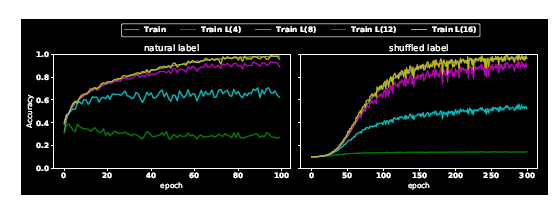 Train Train L(4) Train L(8) Train L(12) Train L(16)
natural label shuffled label
1.0
0.8
0.6
0.4
0.2
0.0
Accuracy
0 20 40 60 80 100 0 50 100 150 200 250 300
epoch epoch